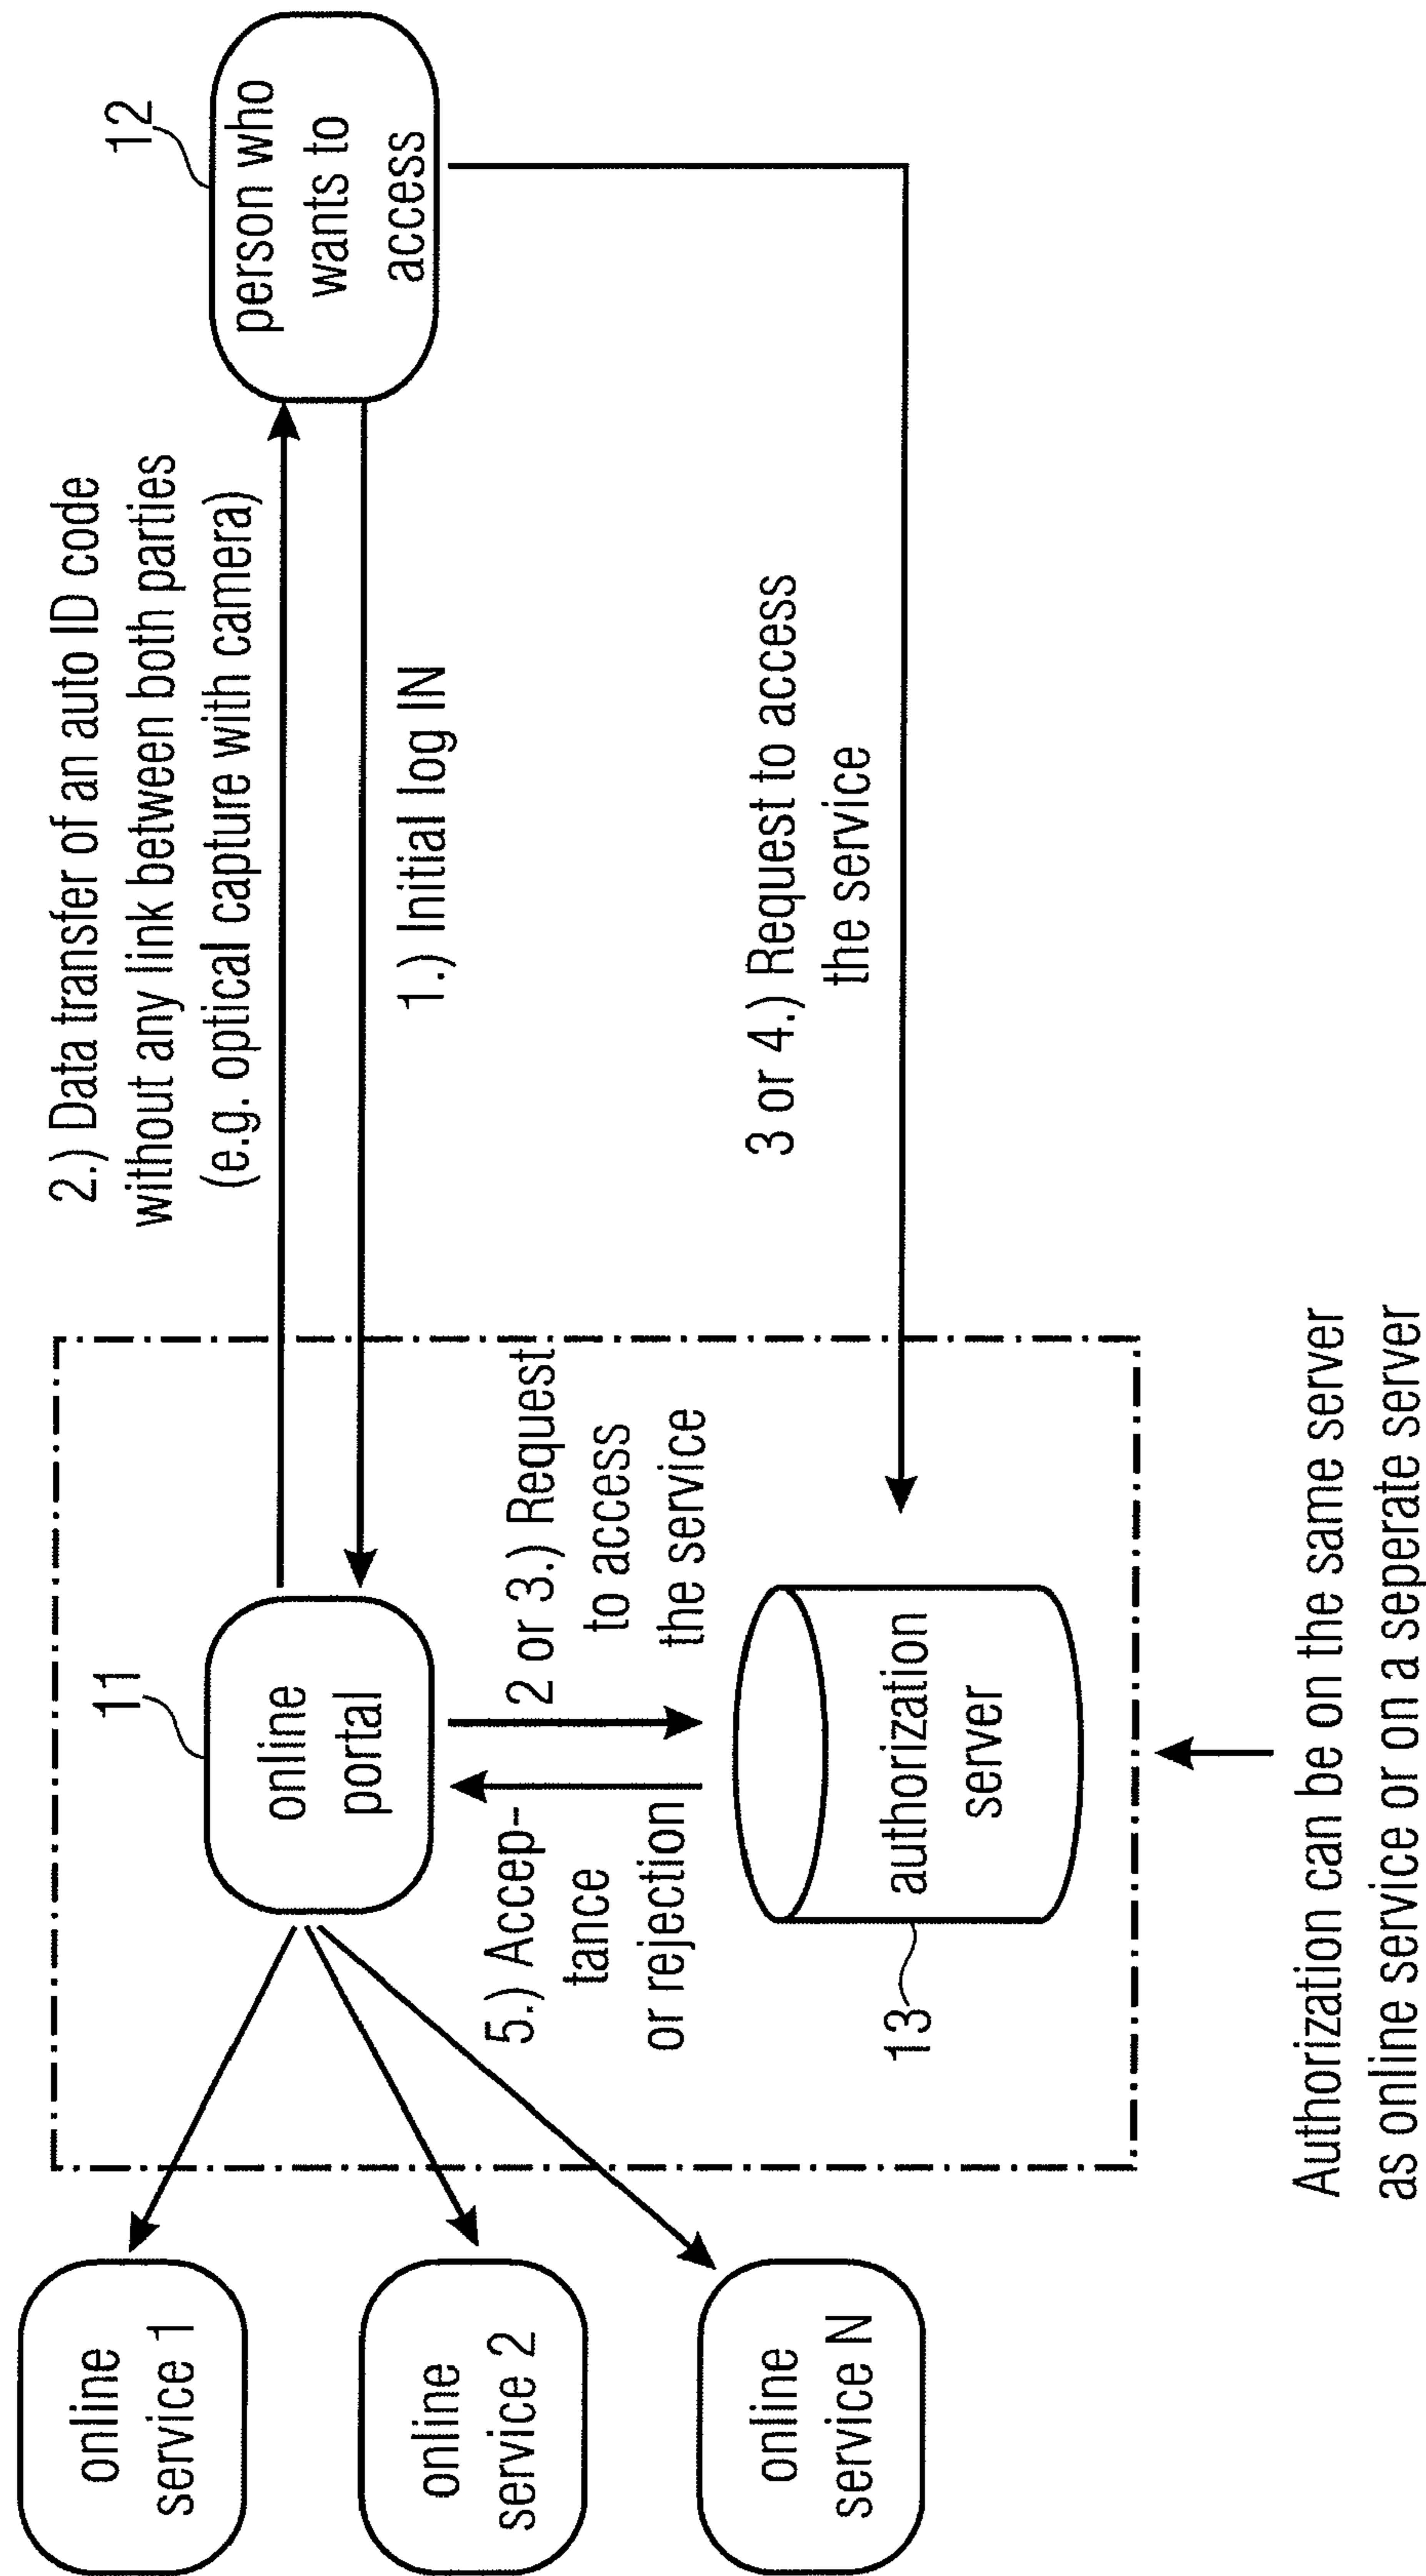 online
service 1
online
service 2
online
service N
11
online
portal
2 or 3.) Request
to access
the service
5.) Accep-
tance
or rejection
13
authorization
server
2.) Data transfer of an auto ID code
without any link between both parties
(e.g. optical capture with camera)
1.) Initial log IN
3 or 4.) Request to access
the service
12
person who
wants to
access
Authorization can be on the same server
as online service or on a seperate server